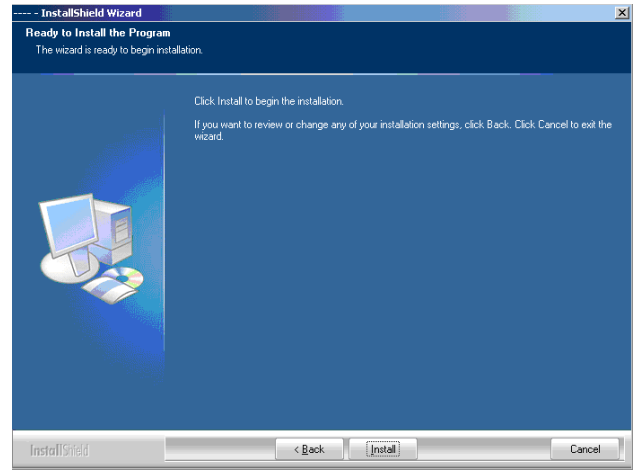 ---- - InstallShield Wizard
Ready to Install the Program
The wizard is ready to begin installation.
Click Install to begin the installation.
If you want to review or change any of your installation settings, click Back. Click Cancel to exit the
wizard.
InstallShield
< Back
Install
Cancel